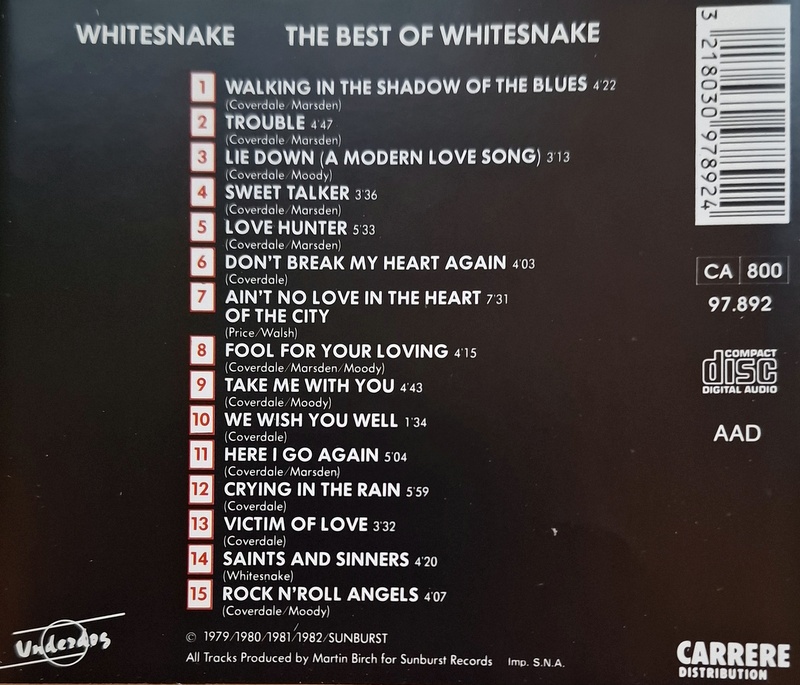 WHITESNAKE THE BEST OF WHITESNAKE
1 WALKING IN THE SHADOW OF THE BLUES 4'22
(Coverdale/Marsden)
2 TROUBLE 4'47
(Coverdale/Marsden)
3 LIE DOWN (A MODERN LOVE SONG) 3'13
(Coverdale/Moody)
4 SWEET TALKER 3'36
(Coverdale/Marsden)
5 LOVE HUNTER 5'33
(Coverdale/Marsden)
6 DON'T BREAK MY HEART AGAIN 4'03
(Coverdale)
7 AIN'T NO LOVE IN THE HEART 7'31
OF THE CITY
(Price/Walsh)
8 FOOL FOR YOUR LOVING 4'15
(Coverdale/Marsden/Moody)
9 TAKE ME WITH YOU 4'43
(Coverdale/Moody)
10 WE WISH YOU WELL 1'34
(Coverdale)
11 HERE I GO AGAIN 5'04
(Coverdale/Marsden)
12 CRYING IN THE RAIN 5'59
(Coverdale)
13 VICTIM OF LOVE 3'32
(Coverdale)
14 SAINTS AND SINNERS 4'20
(Whitesnake)
15 ROCK N'ROLL ANGELS 4'07
(Coverdale/Moody)
© 1979/1980/1981/1982/SUNBURST
All Tracks Produced by Martin Birch for Sunburst Records Imp. S.N.A.
Underdog
3 218030 978924
CA 800
97.892
COMPACT
disc
DIGITAL AUDIO
AAD
CARRERE
DISTRIBUTION